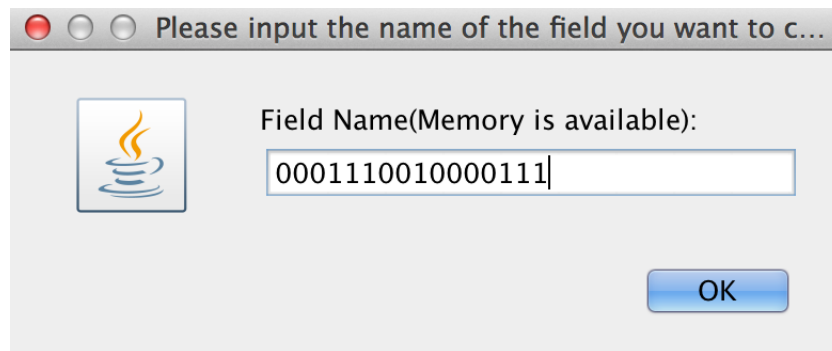 Please input the name of the field you want to c...
Field Name(Memory is available):
0001110010000111
OK